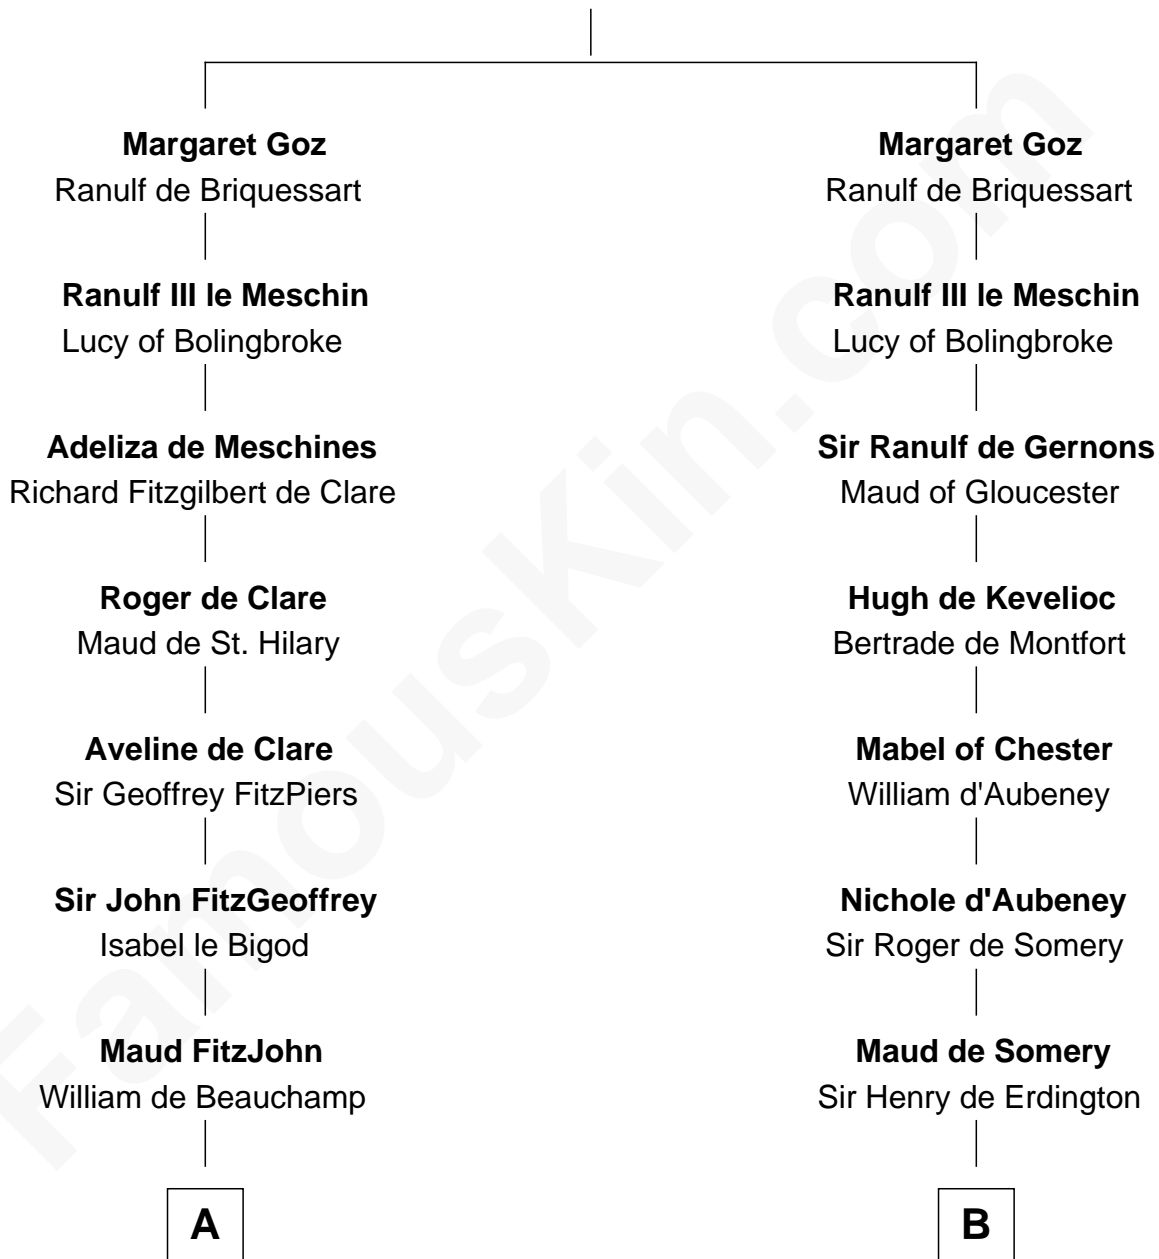 Margaret Goz
Ranulf de Briquessart
Ranulf III le Meschin
Lucy of Bolingbroke
Adeliza de Meschines
Richard Fitzgilbert de Clare
Roger de Clare
Maud de St. Hilary
Aveline de Clare
Sir Geoffrey FitzPiers
Sir John FitzGeoffrey
Isabel le Bigod
Maud FitzJohn
William de Beauchamp
A
Margaret Goz
Ranulf de Briquessart
Ranulf III le Meschin
Lucy of Bolingbroke
Sir Ranulf de Gernons
Maud of Gloucester
Hugh de Kevelioc
Bertrade de Montfort
Mabel of Chester
William d'Aubeney
Nichole d'Aubeney
Sir Roger de Somery
Maud de Somery
Sir Henry de Erdington
B
FamousKin.com